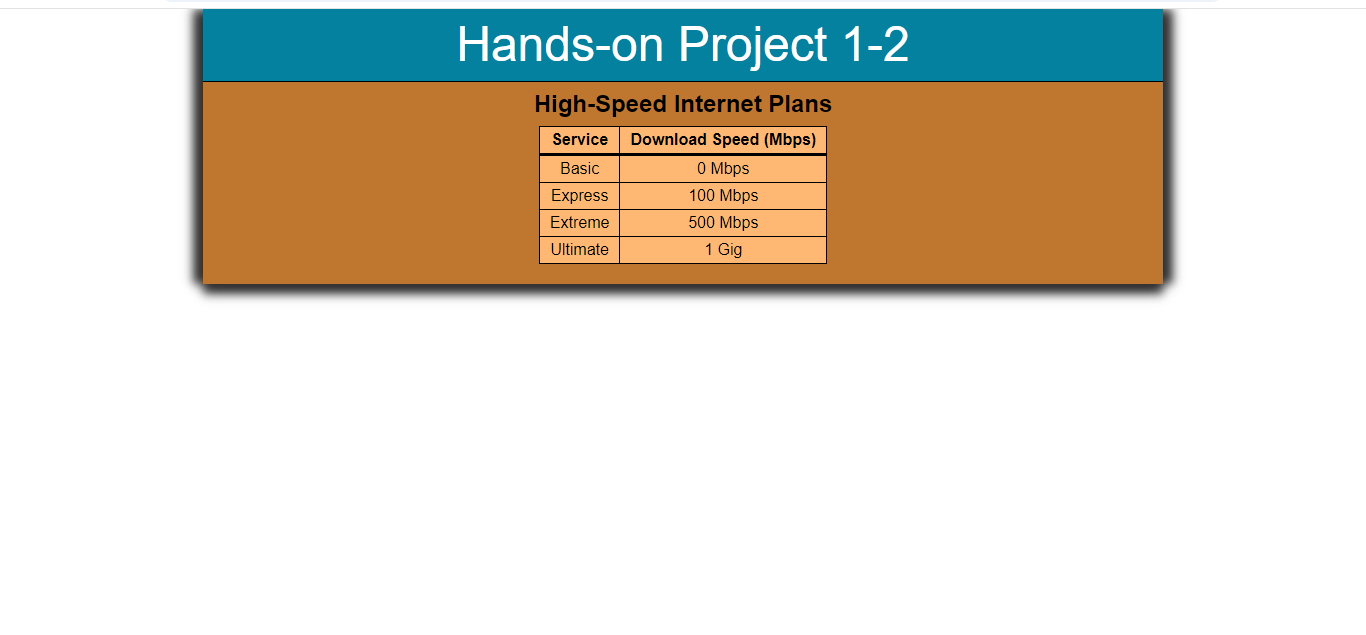 Hands-on Project 1-2
High-Speed Internet Plans
Service Download Speed (Mbps)
Basic 0 Mbps
Express 100 Mbps
Extreme 500 Mbps
Ultimate 1 Gig